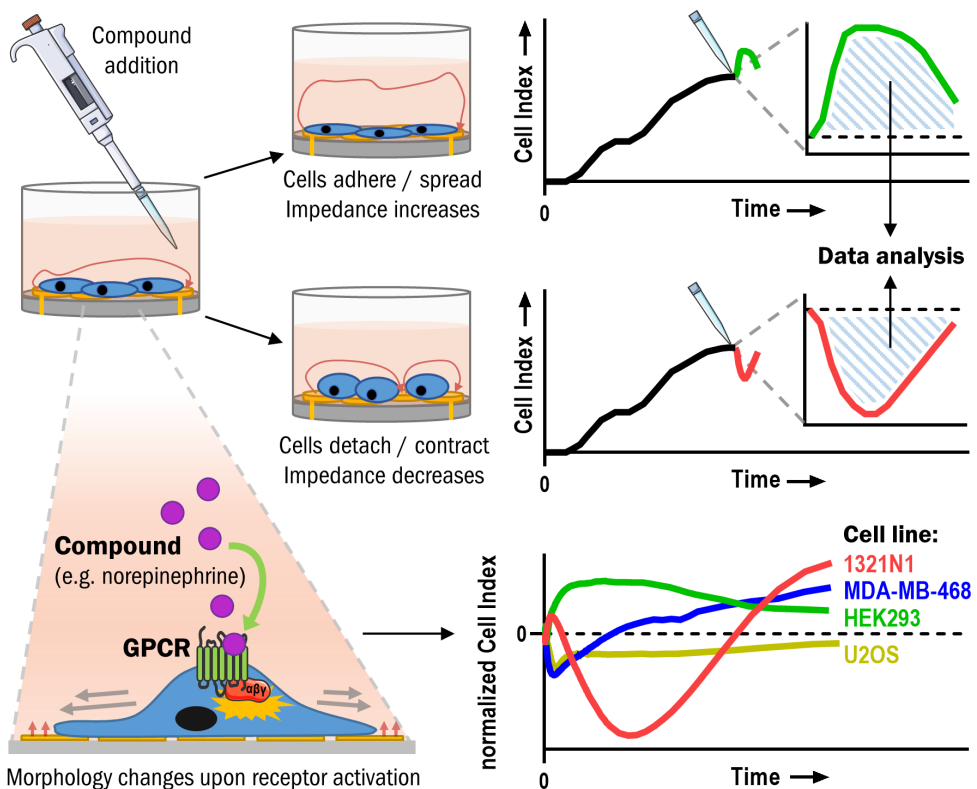 Compound
addition
Cells adhere / spread
Impedance increases
Cell Index
0
Time
Data analysis
Cells detach / contract
Impedance decreases
Cell Index
0
Time
Compound
(e.g. norepinephrine)
GPCR
αβγ
Morphology changes upon receptor activation
normalized Cell Index
0
0
Time
Cell line:
1321N1
MDA-MB-468
HEK293
U2OS